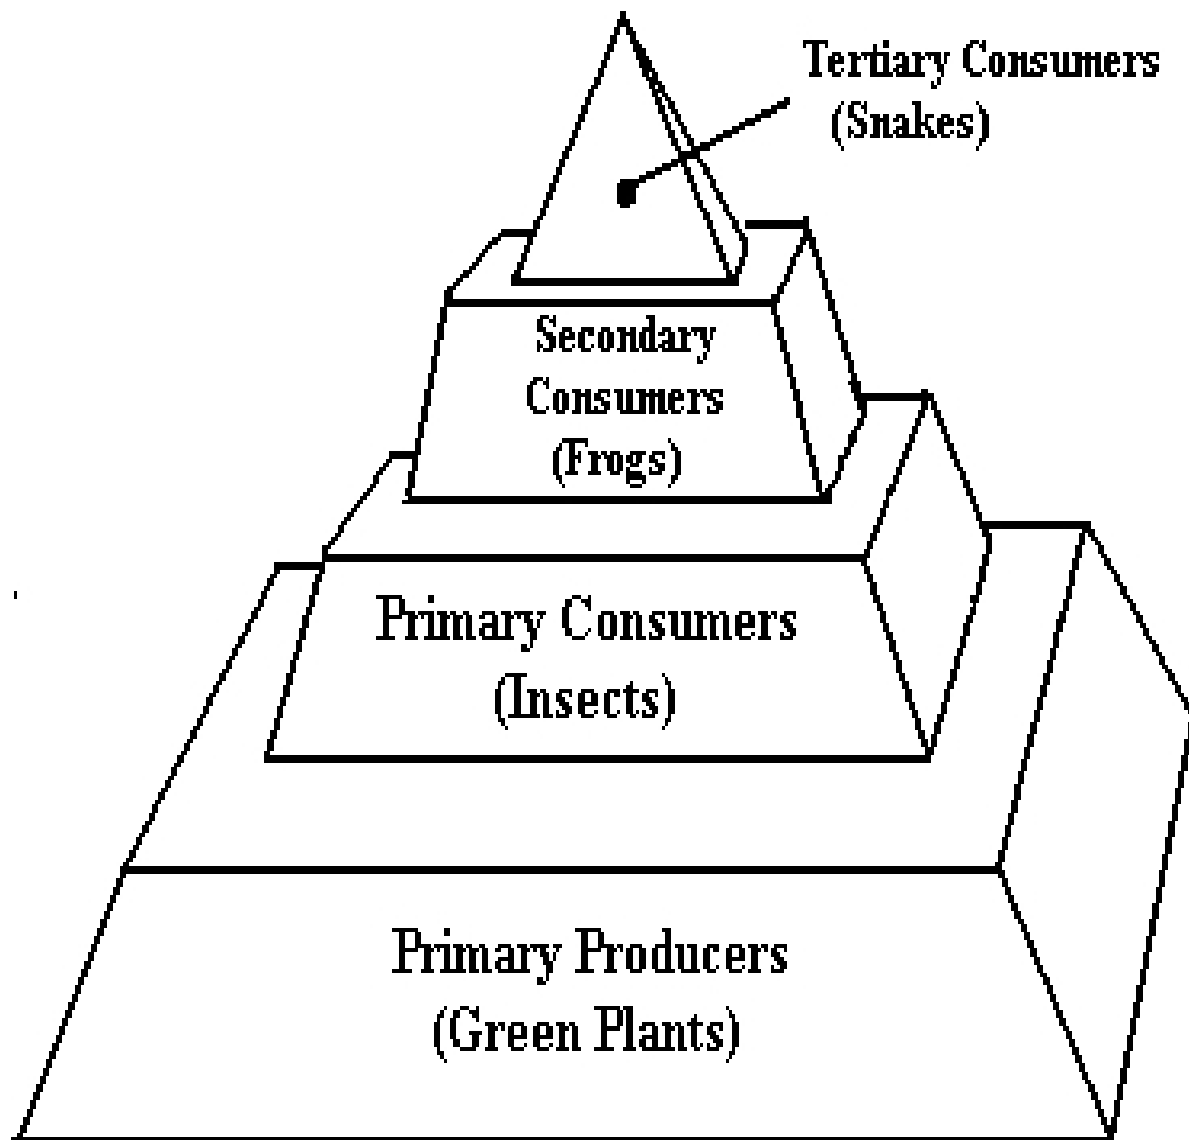 Tertiary Consumers
(Snakes)
Secondary
Consumers
(Frogs)
Primary Consumers
(Insects)
Primary Producers
(Green Plants)